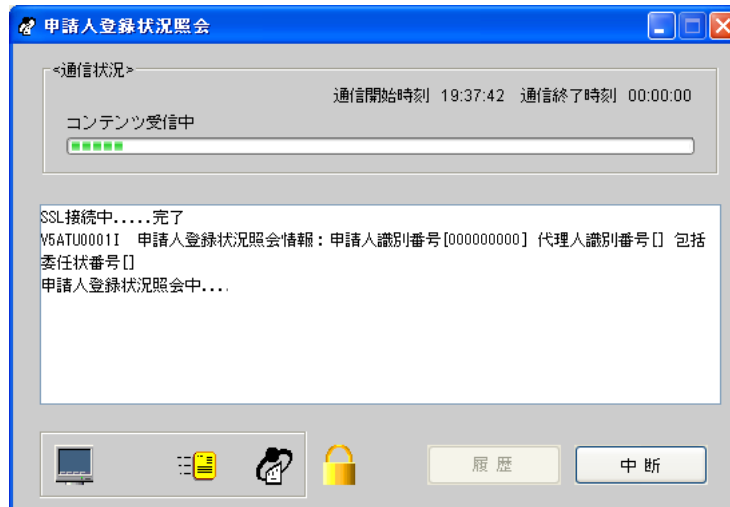 申請人登録状況照会
<通信状況>
通信開始時刻 19:37:42 通信終了時刻 00:00:00
コンテンツ受信中
SSL接続中.....完了
V5ATU0001I 申請人登録状況照会情報：申請人識別番号[000000000] 代理人識別番号[] 包括
委任状番号[]
申請人登録状況照会中....
履歴 中断